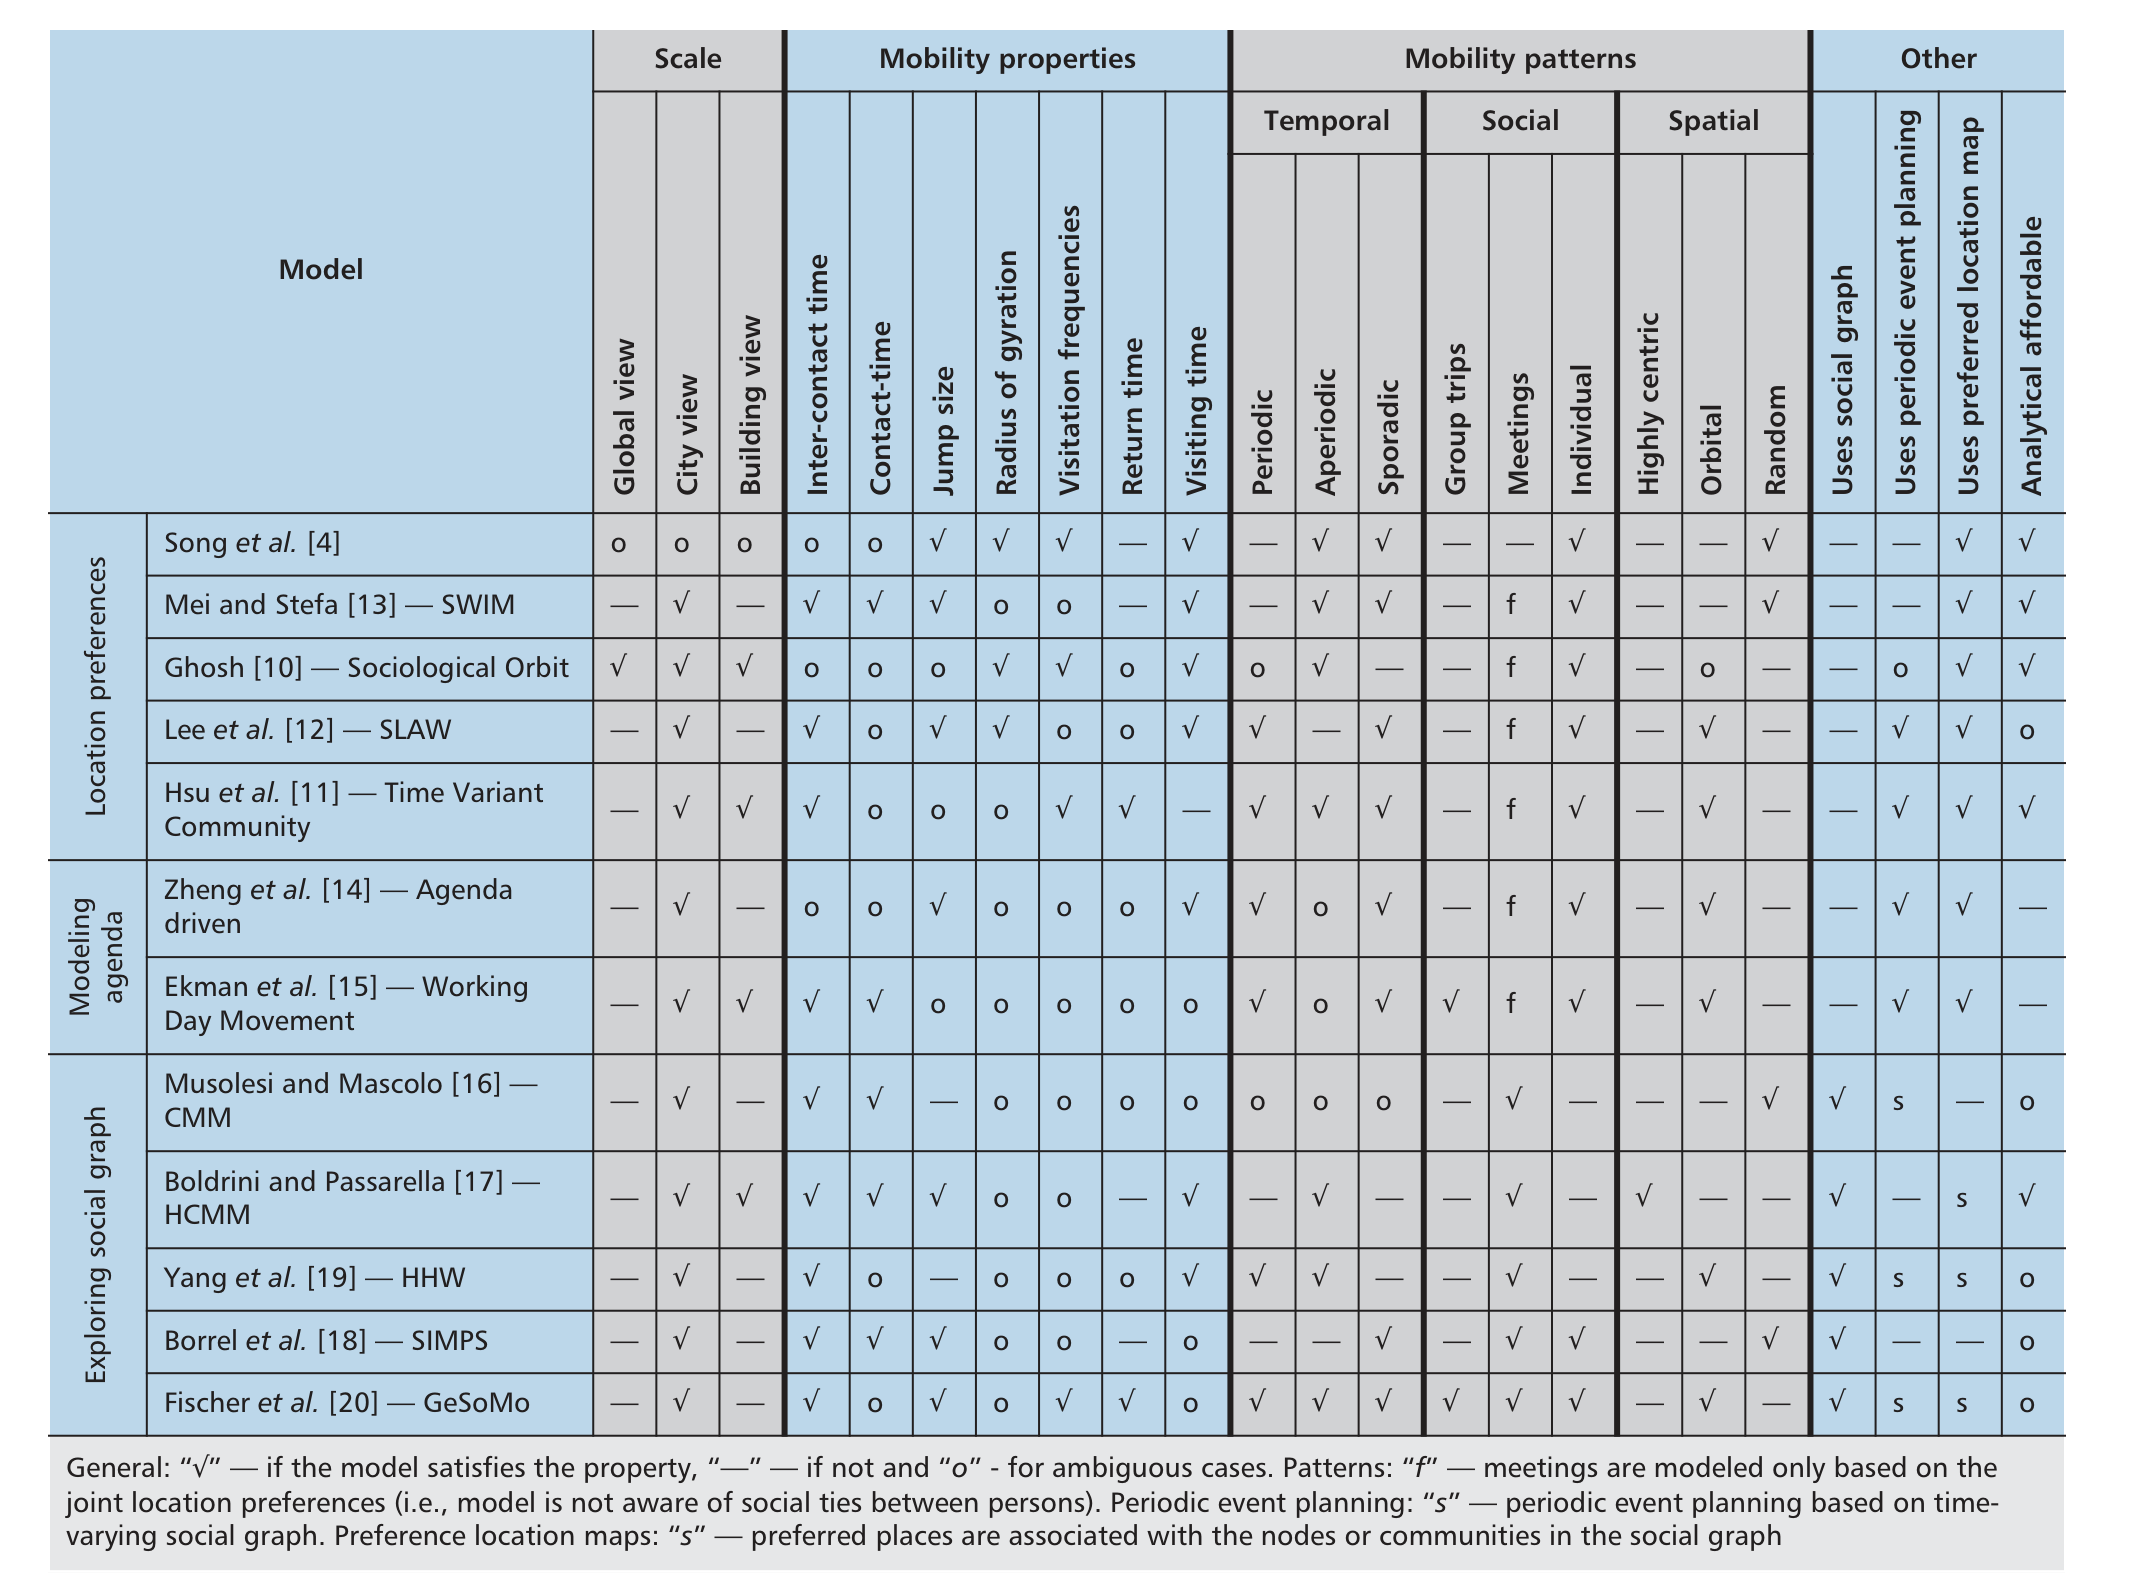 Model
Scale
Mobility properties
Mobility patterns
Other
Temporal
Social
Spatial
Global view
City view
Building view
Inter-contact time
Contact-time
Jump size
Radius of gyration
Visitation frequencies
Return time
Visiting time
Periodic
Aperiodic
Sporadic
Group trips
Meetings
Individual
Highly centric
Orbital
Random
Uses social graph
Uses periodic event planning
Uses preferred location map
Analytical affordable
Location preferences
Song et al. [4] o o o o o √ √ √ — √ — √ √ — — √ — — √ — — √ √
Mei and Stefa [13] — SWIM — √ — √ √ √ o o — √ — √ √ — f √ — — √ — — √ √
Ghosh [10] — Sociological Orbit √ √ √ o o o √ √ o √ o √ — — f √ — o — — o √ √
Lee et al. [12] — SLAW — √ — √ o √ √ o o √ √ — √ — f √ — √ — — √ √ o
Hsu et al. [11] — Time Variant
Community — √ √ √ o o o √ √ — √ √ √ — f √ — √ — — √ √ √
Modeling
agenda
Zheng et al. [14] — Agenda
driven — √ — o o √ o o o √ √ o √ — f √ — √ — — √ √ —
Ekman et al. [15] — Working
Day Movement — √ √ √ √ o o o o o √ o √ √ f √ — √ — — √ √ —
Exploring social graph
Musolesi and Mascolo [16] —
CMM — √ — √ √ — o o o o o o o — √ — — — √ √ s — o
Boldrini and Passarella [17] —
HCMM — √ √ √ √ √ o o — √ — √ — — √ — √ — — √ — s √
Yang et al. [19] — HHW — √ — √ o — o o o √ √ √ — — √ — — √ — √ s s o
Borrel et al. [18] — SIMPS — √ — √ √ √ o o — o — — √ — √ √ — — √ √ — — o
Fischer et al. [20] — GeSoMo — √ — √ o √ o √ √ o √ √ √ √ √ √ — √ — √ s s o
General: “√” — if the model satisfies the property, “—” — if not and “o” - for ambiguous cases. Patterns: “f” — meetings are modeled only based on the
joint location preferences (i.e., model is not aware of social ties between persons). Periodic event planning: “s” — periodic event planning based on time-
varying social graph. Preference location maps: “s” — preferred places are associated with the nodes or communities in the social graph